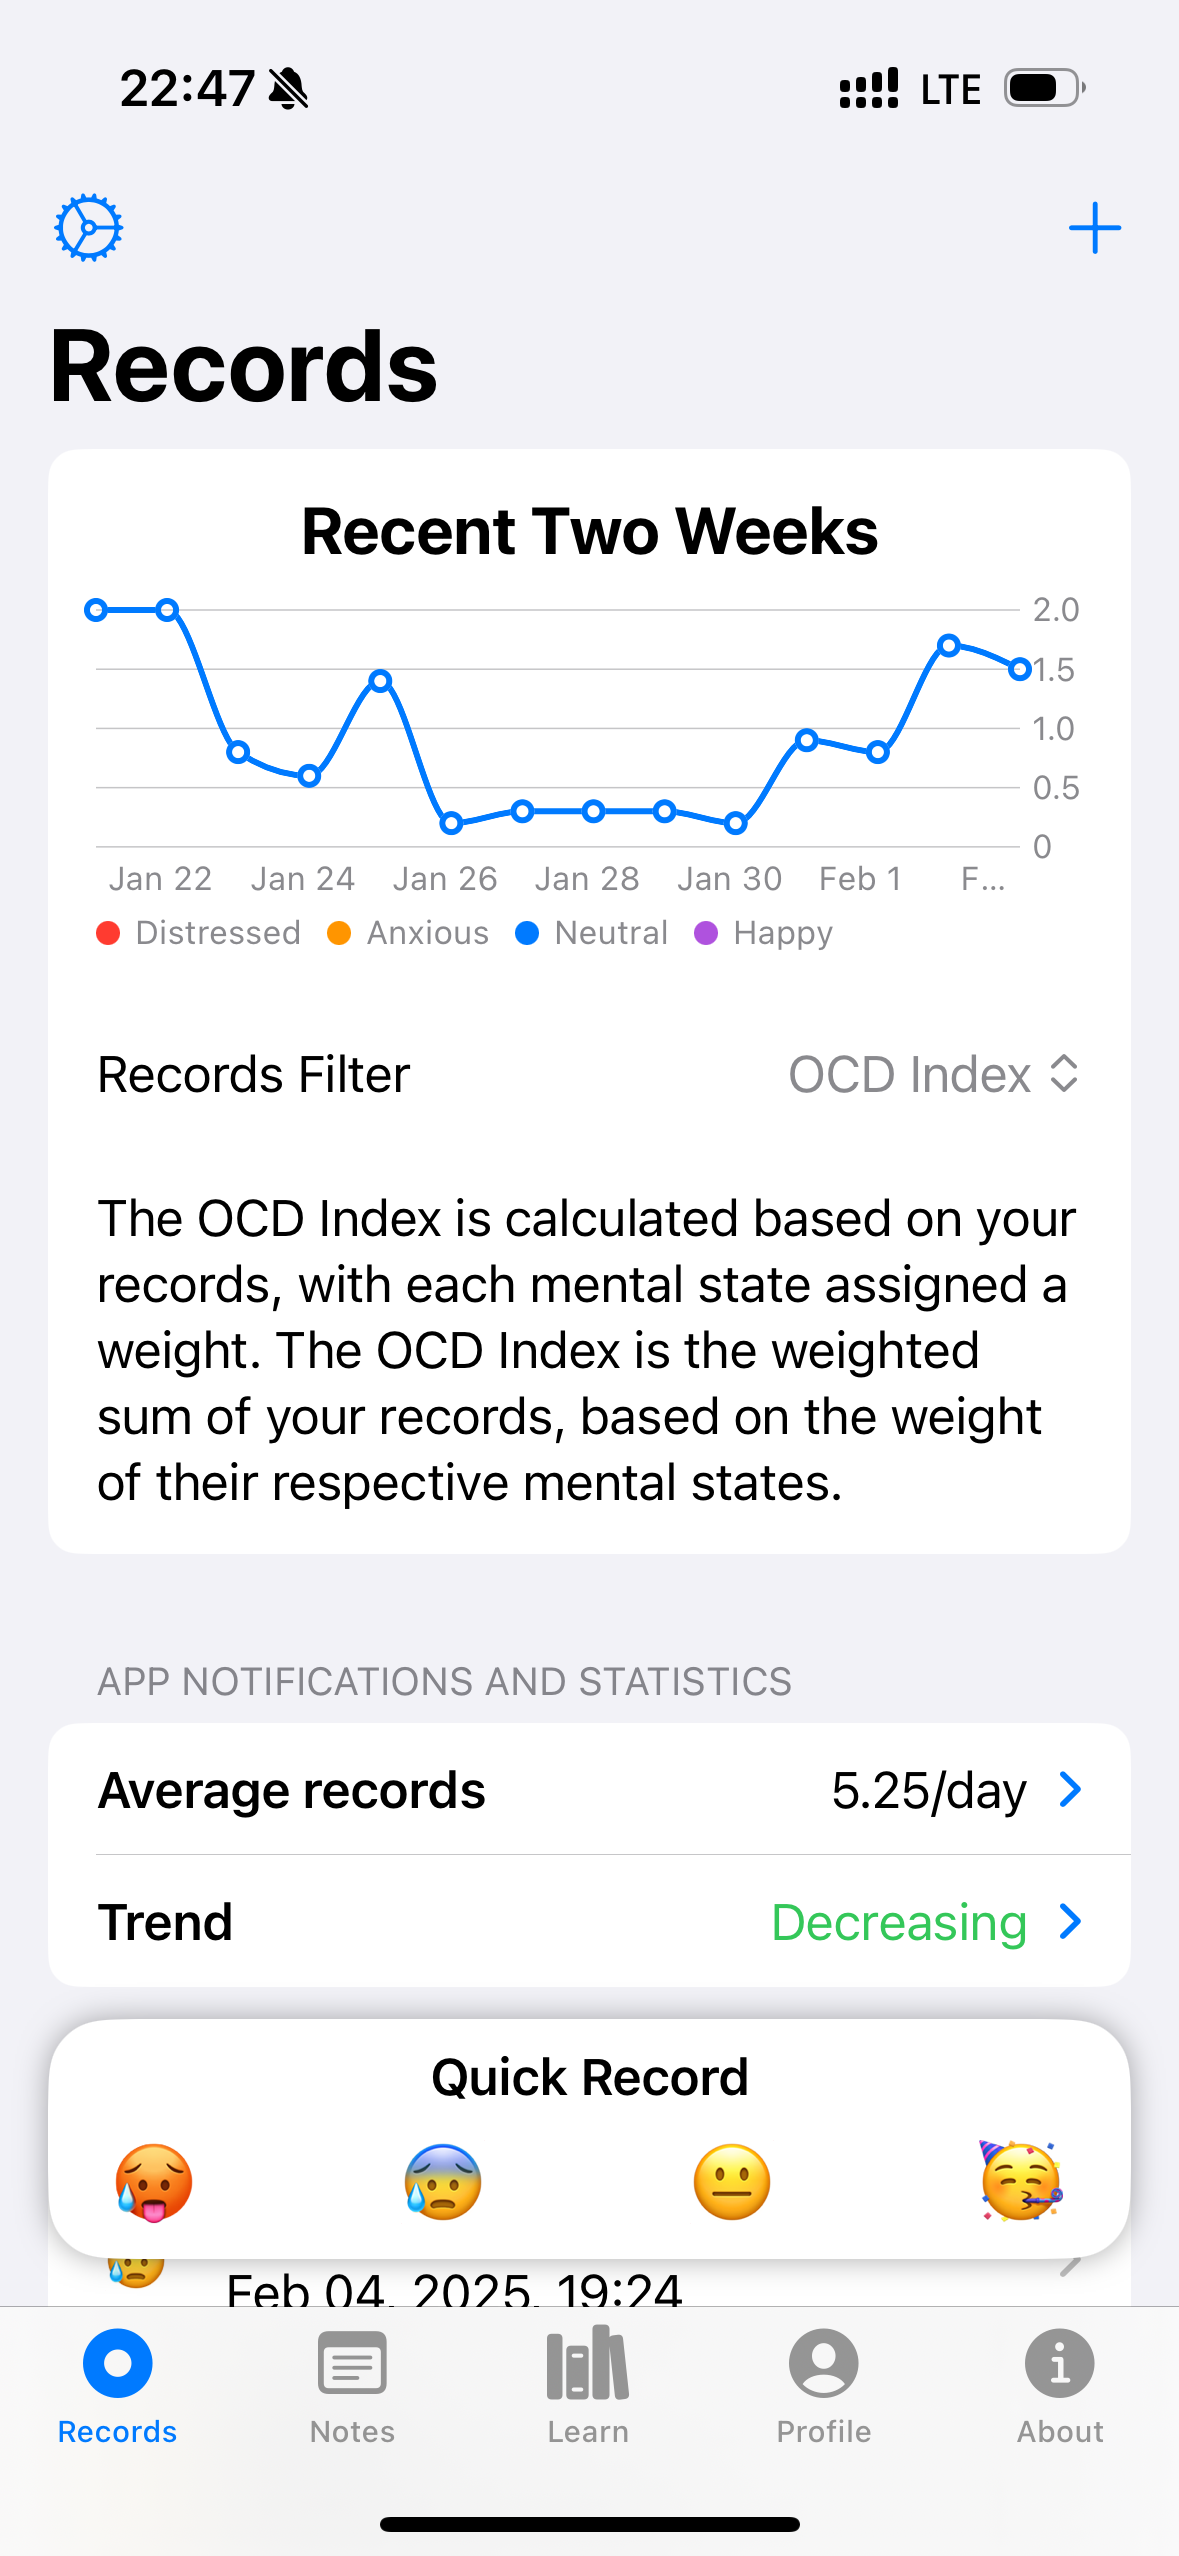 22:47
LTE
Records
Recent Two Weeks
2.0
1.5
1.0
0.5
0
Jan 22 Jan 24 Jan 26 Jan 28 Jan 30 Feb 1 F...
Distressed Anxious Neutral Happy
Records Filter OCD Index
The OCD Index is calculated based on your
records, with each mental state assigned a
weight. The OCD Index is the weighted
sum of your records, based on the weight
of their respective mental states.
APP NOTIFICATIONS AND STATISTICS
Average records 5.25/day
Trend Decreasing
Quick Record
Feb 04, 2025, 19:24
Records Notes Learn Profile About